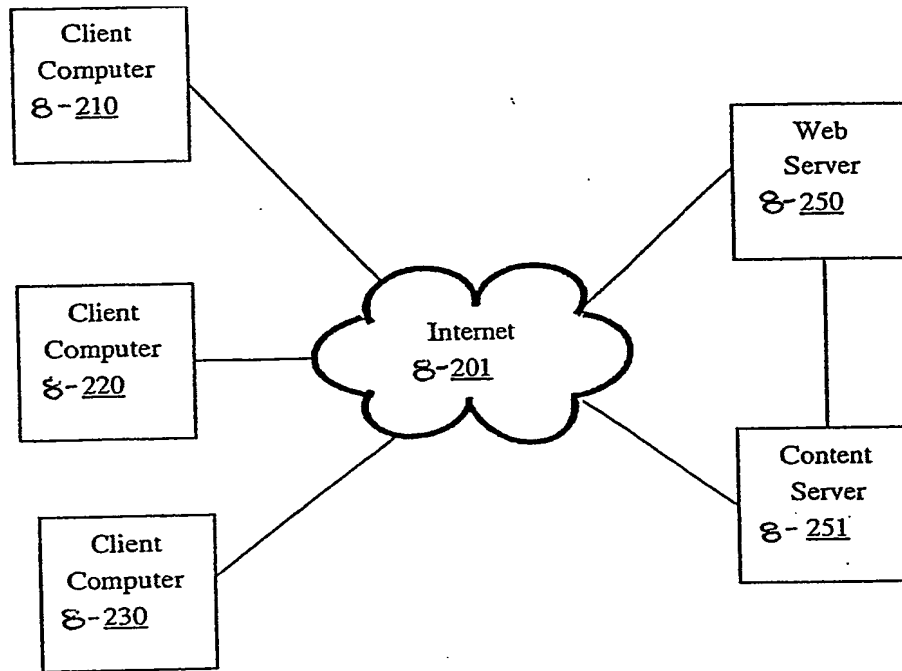 Client
Computer
8-210
Client
Computer
8-220
Client
Computer
8-230
Internet
8-201
Web
Server
8-250
Content
Server
8-251